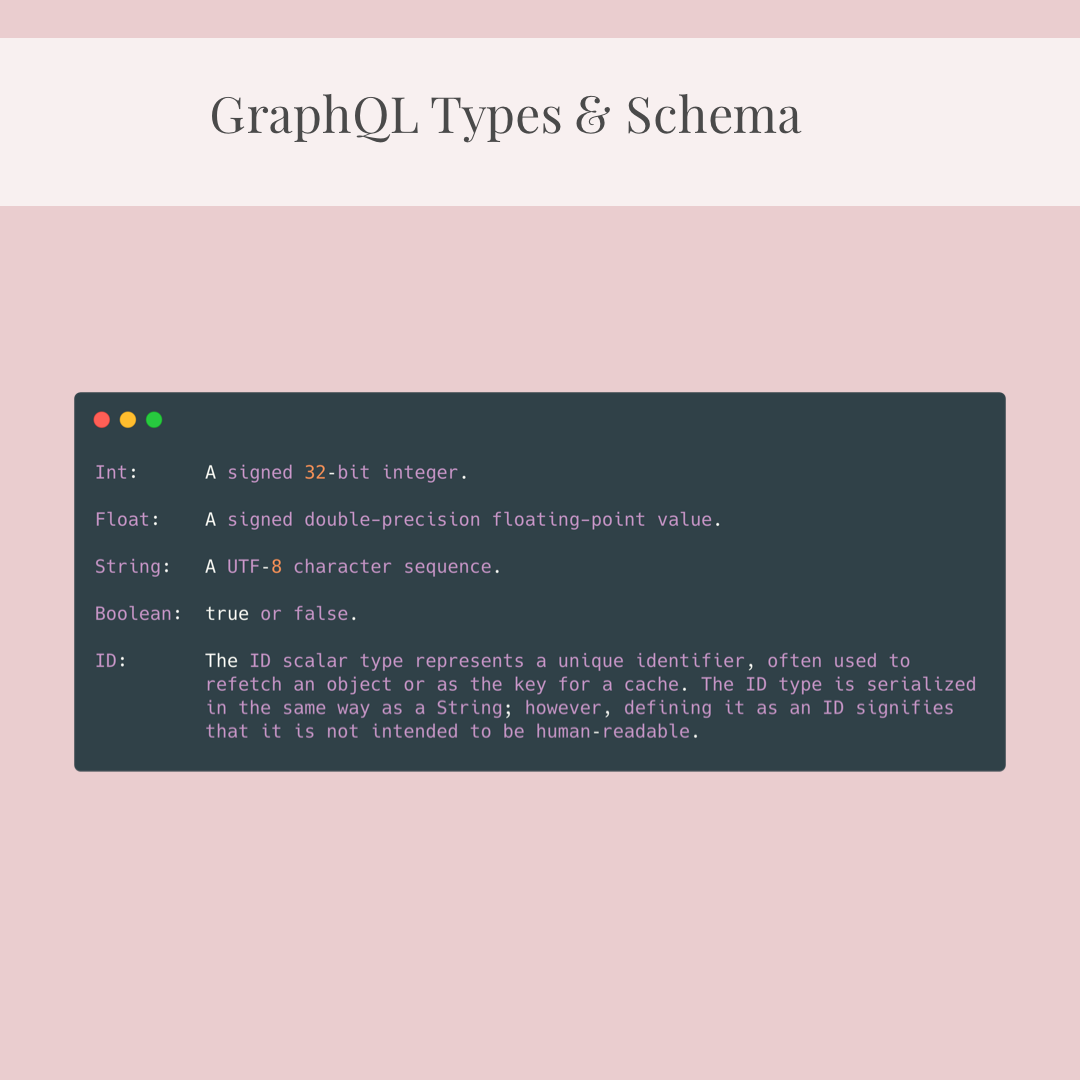 GraphQL Types & Schema
Int: A signed 32-bit integer.
Float: A signed double-precision floating-point value.
String: A UTF-8 character sequence.
Boolean: true or false.
ID: The ID scalar type represents a unique identifier, often used to
refetch an object or as the key for a cache. The ID type is serialized
in the same way as a String; however, defining it as an ID signifies
that it is not intended to be human-readable.